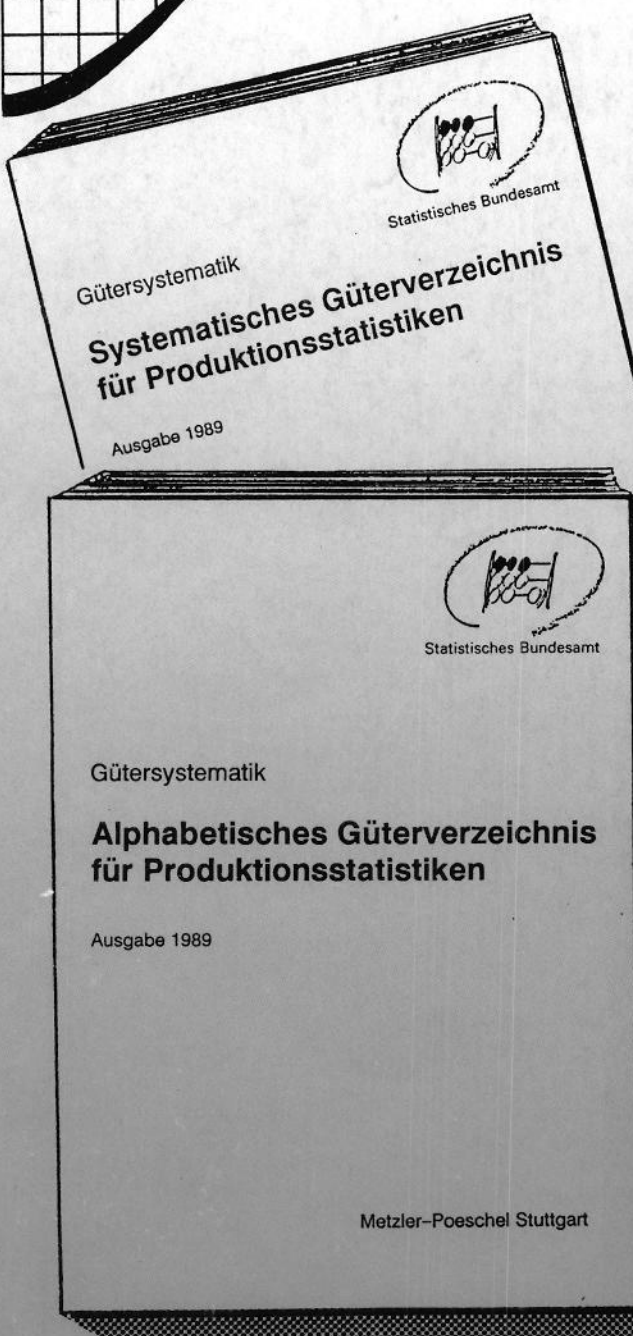 Statistisches Bundesamt
Gütersystematik
Systematisches Güterverzeichnis
für Produktionsstatistiken
Ausgabe 1989
Statistisches Bundesamt
Gütersystematik
Alphabetisches Güterverzeichnis
für Produktionsstatistiken
Ausgabe 1989
Metzler–Poeschel Stuttgart